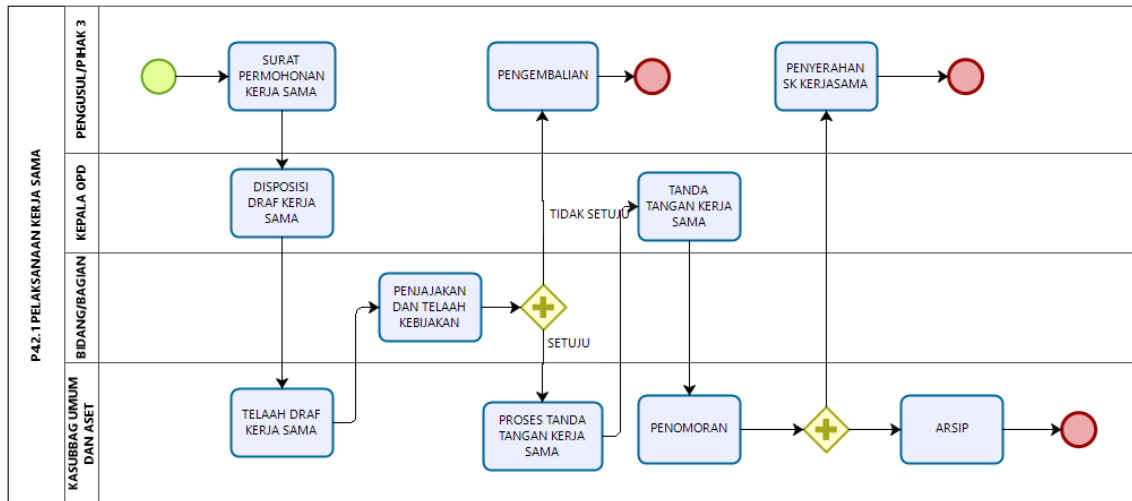 P4.2.1 PELAKSANAAN KERJA SAMA
PENGUSUL/PIHAK 3
SURAT
PERMOHONAN
KERJA SAMA
PENGEMBALIAN
PENYERAHAN
SK KERJASAMA
KEPALA OPD
DISPOSISI
DRAF KERJA
SAMA
TIDAK SETUJU
TANDA
TANGAN KERJA
SAMA
BIDANG/BAGIAN
PENJAJAKAN
DAN TELAAH
KEBIJAKAN
SETUJU
KASUBBAG UMUM
DAN ASET
TELAAH DRAF
KERJA SAMA
PROSES TANDA
TANGAN KERJA
SAMA
PENOMORAN
ARSIP